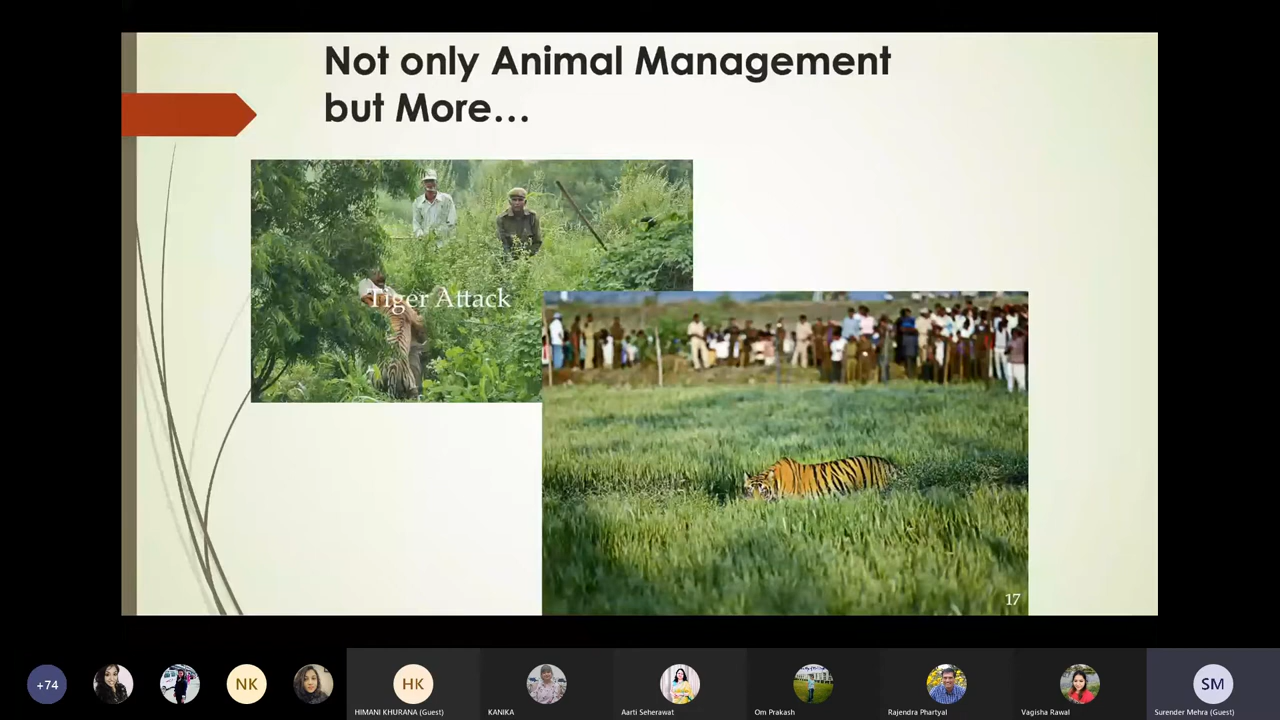 Not only Animal Management
but More…
Tiger Attack
17
+74
NK
HK
SM
HIMANI KHURANA (Guest)
KANIKA
Aarti Seherawat
Om Prakash
Rajendra Phartyal
Vagisha Rawal
Surender Mehra (Guest)